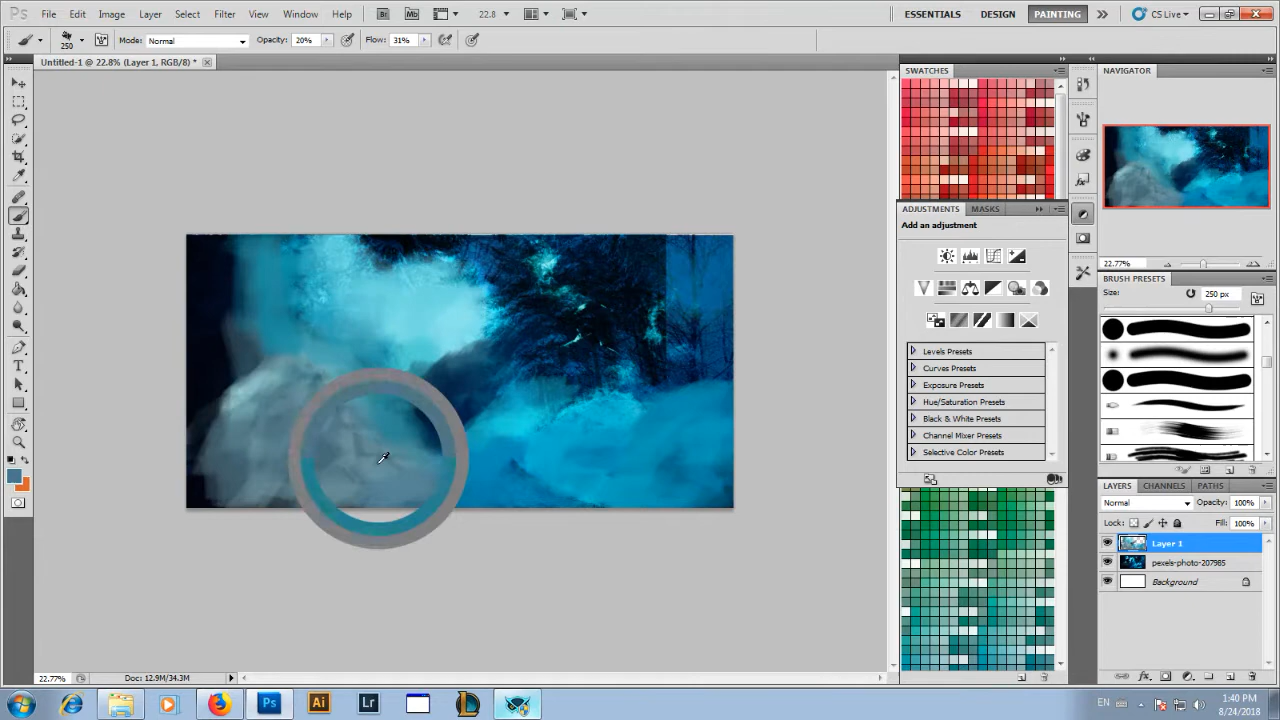 Ps File Edit Image Layer Select Filter View Window Help Br Mb 22.8 ESSENTIALS DESIGN PAINTING CS Live
250 Mode: Normal Opacity: 20% Flow: 31%
Untitled-1 @ 22.8% (Layer 1, RGB/8) *
SWATCHES
NAVIGATOR
ADJUSTMENTS MASKS
Add an adjustment
22.77%
BRUSH PRESETS
Size: 250 px
Levels Presets
Curves Presets
Exposure Presets
Hue/Saturation Presets
Black & White Presets
Channel Mixer Presets
Selective Color Presets
LAYERS CHANNELS PATHS
Normal Opacity: 100%
Lock: Fill: 100%
Layer 1
pexels-photo-207985
Background
22.77% Doc: 12.9M/34.3M
Ps Ai Lr
EN
1:40 PM
8/24/2018